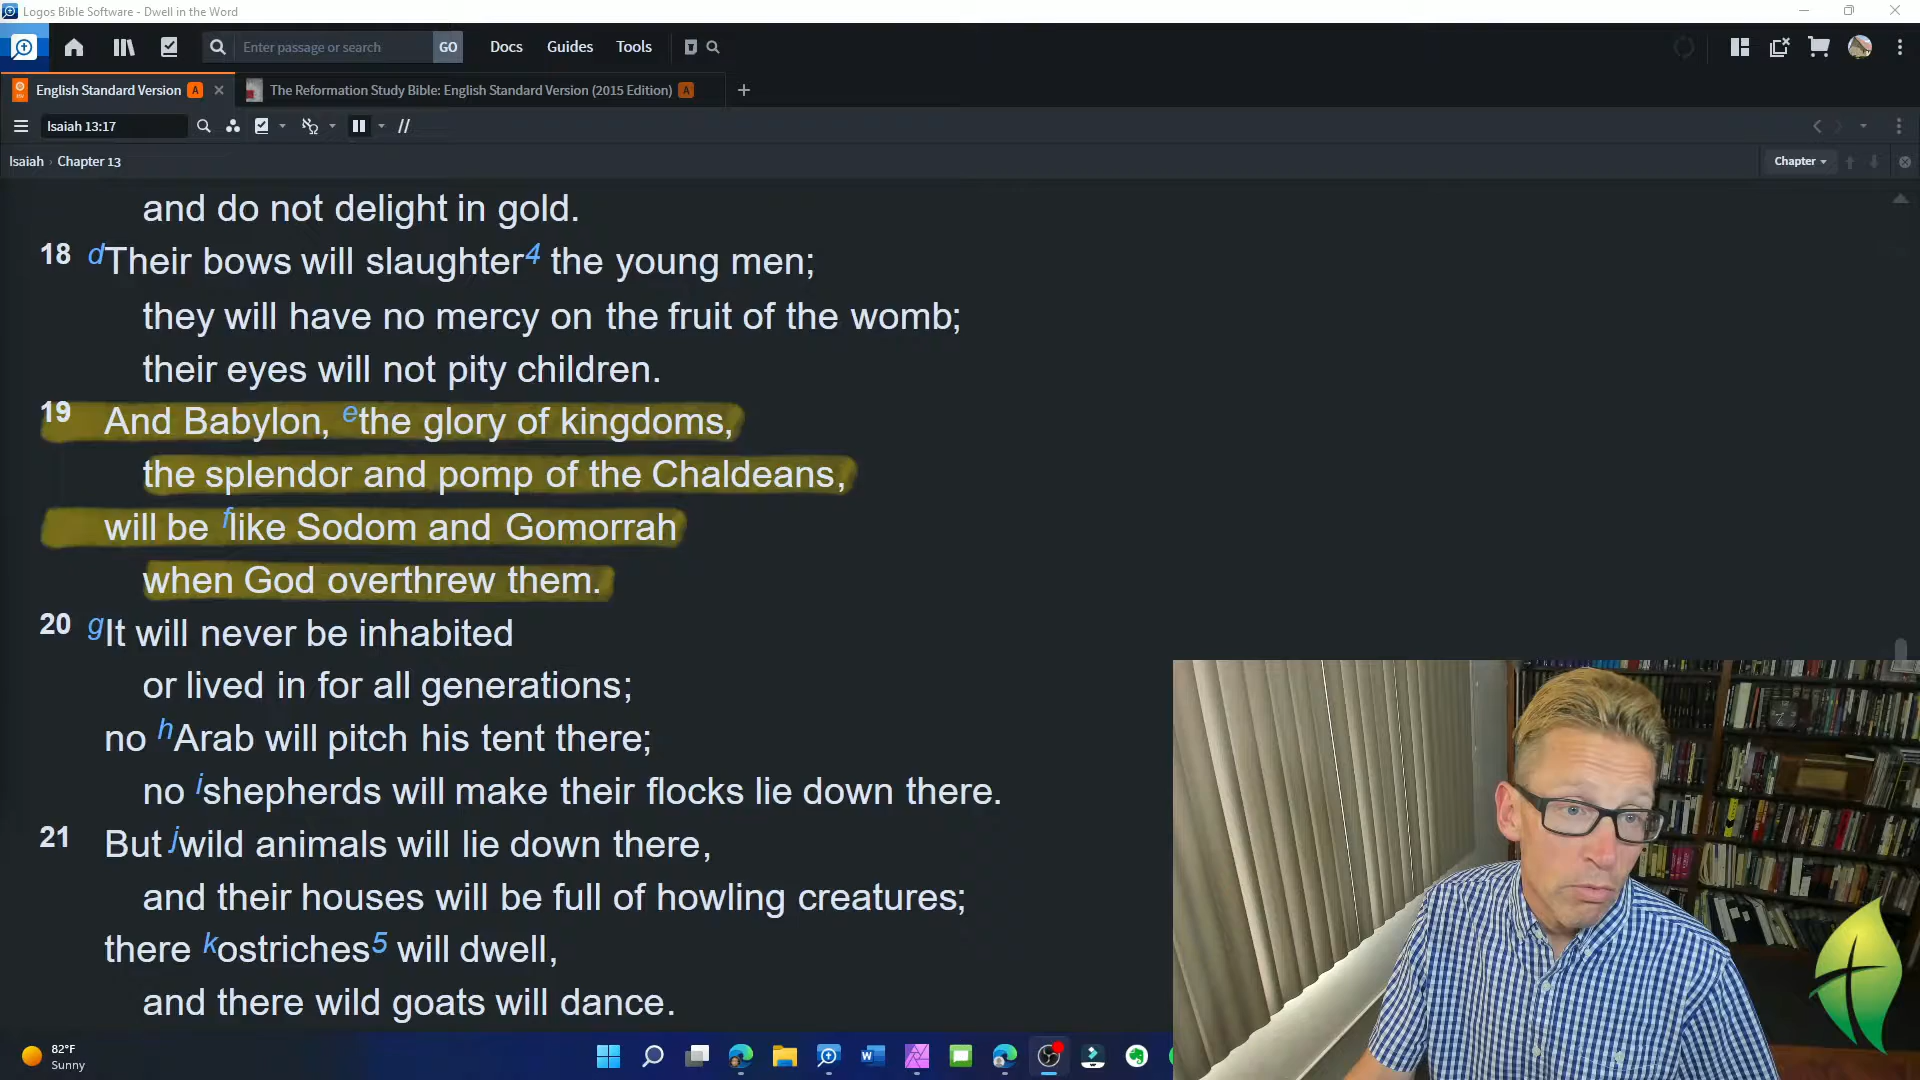 Logos Bible Software - Dwell in the Word
Enter passage or search GO Docs Guides Tools
English Standard Version A The Reformation Study Bible: English Standard Version (2015 Edition) A
Isaiah 13:17
Isaiah › Chapter 13 Chapter
and do not delight in gold.
18 dTheir bows will slaughter4 the young men;
they will have no mercy on the fruit of the womb;
their eyes will not pity children.
19 And Babylon, ethe glory of kingdoms,
the splendor and pomp of the Chaldeans,
will be flike Sodom and Gomorrah
when God overthrew them.
20 gIt will never be inhabited
or lived in for all generations;
no hArab will pitch his tent there;
no ishepherds will make their flocks lie down there.
21 But jwild animals will lie down there,
and their houses will be full of howling creatures;
there kostriches5 will dwell,
and there wild goats will dance.
82°F
Sunny